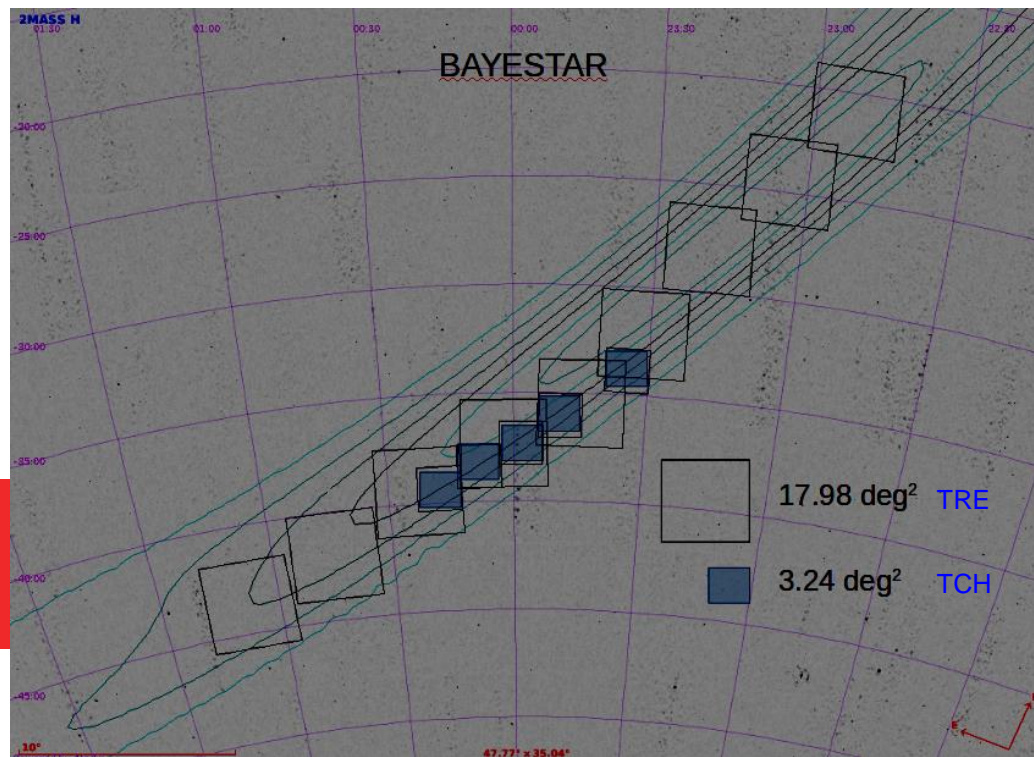 2MASS H
01:30 01:00 00:30 00:00 23:30 23:00 22:30
BAYESTAR
-20:00
-25:00
-30:00
-35:00
17.98 deg² TRE
-40:00
3.24 deg² TCH
-45:00
E
10°
47.77° x 35.04°